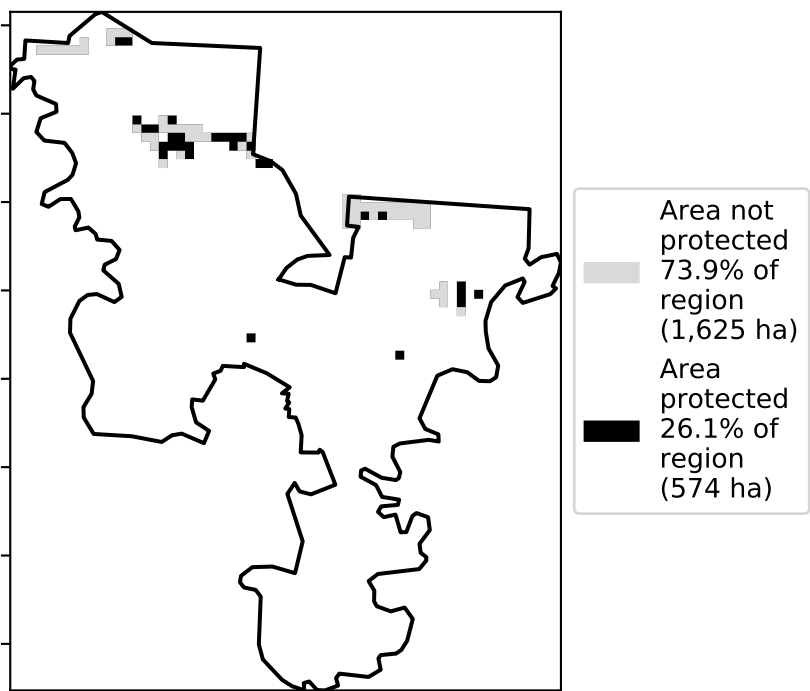 Area not
protected
73.9% of
region
(1,625 ha)
Area
protected
26.1% of
region
(574 ha)